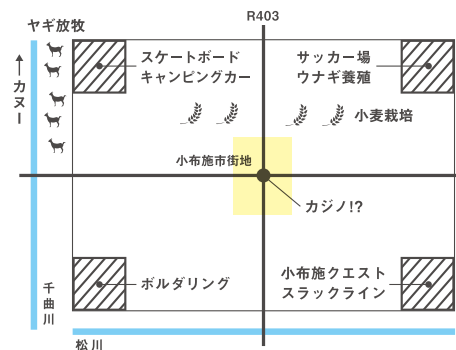 R403
ヤギ放牧
スケートボード
キャンピングカー
サッカー場
ウナギ養殖
カヌー
小麦栽培
小布施市街地
カジノ!?
千曲川
ボルダリング
小布施クエスト
スラックライン
松川